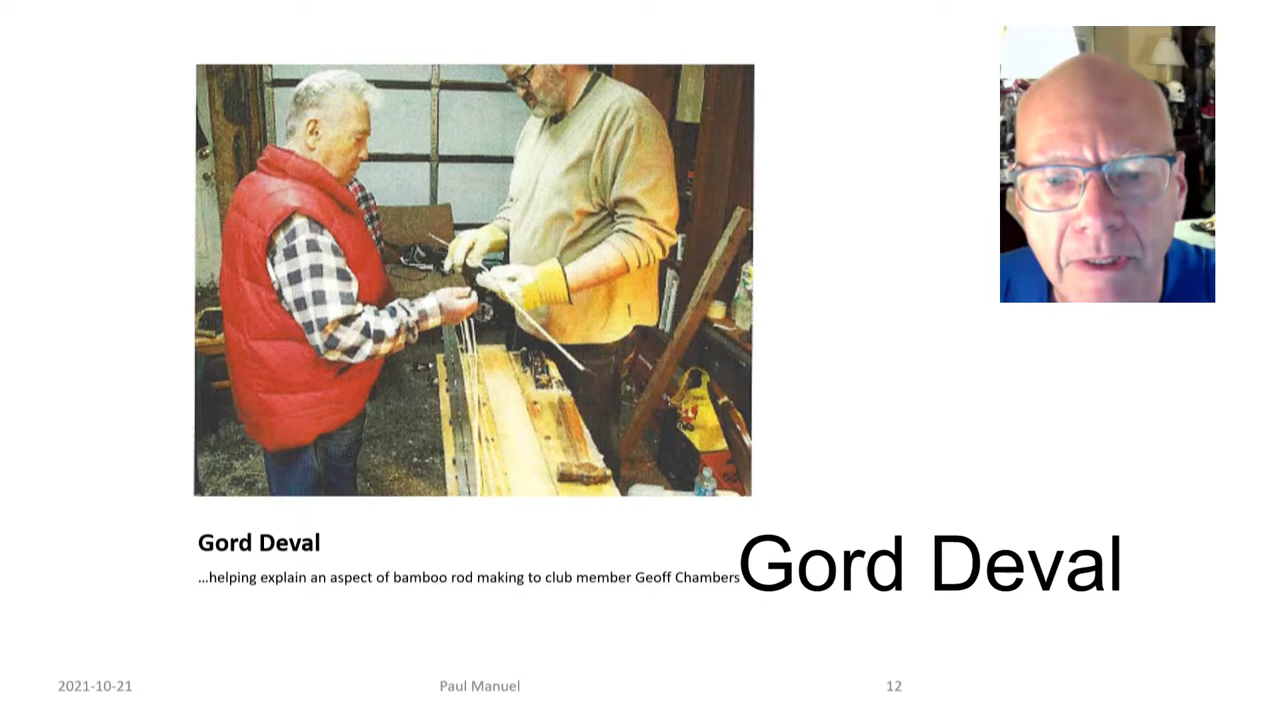 Gord Deval
...helping explain an aspect of bamboo rod making to club member Geoff Chambers
Gord Deval
2021-10-21
Paul Manuel
12